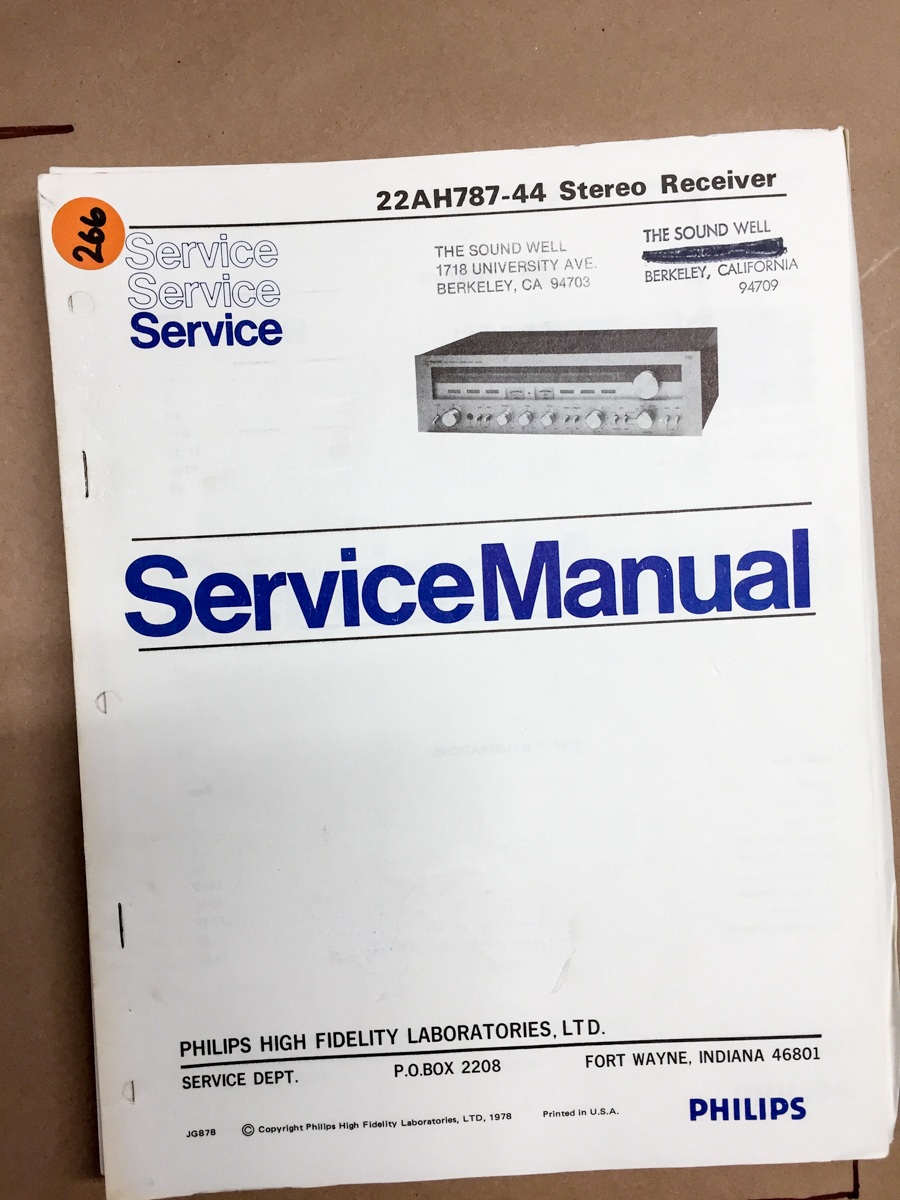 22AH787-44 Stereo Receiver
266
Service
Service
Service
THE SOUND WELL
1718 UNIVERSITY AVE.
BERKELEY, CA 94703
THE SOUND WELL
BERKELEY, CALIFORNIA
94709
ServiceManual
PHILIPS HIGH FIDELITY LABORATORIES, LTD.
SERVICE DEPT. P.O.BOX 2208 FORT WAYNE, INDIANA 46801
JG878 © Copyright Philips High Fidelity Laboratories, LTD, 1978 Printed in U.S.A.
PHILIPS